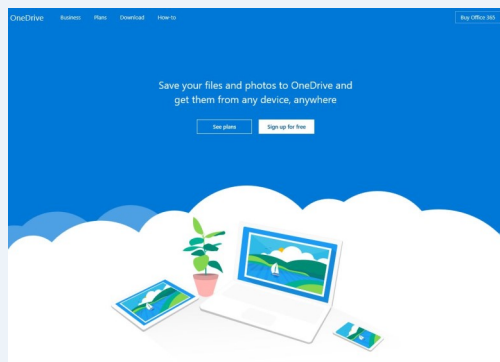 OneDrive Business Plans Download How-to Buy Office 365
Save your files and photos to OneDrive and
get them from any device, anywhere
See plans Sign up for free